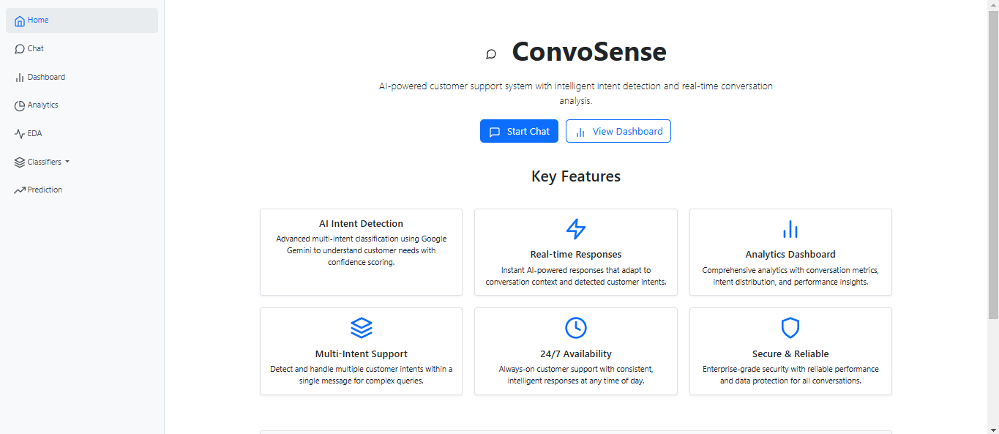 Home
Chat
Dashboard
Analytics
EDA
Classifiers
Prediction
ConvoSense
AI-powered customer support system with intelligent intent detection and real-time conversation
analysis.
Start Chat
View Dashboard
Key Features
AI Intent Detection
Advanced multi-intent classification using Google
Gemini to understand customer needs with
confidence scoring.
Real-time Responses
Instant AI-powered responses that adapt to
conversation context and detected customer intents.
Analytics Dashboard
Comprehensive analytics with conversation metrics,
intent distribution, and performance insights.
Multi-Intent Support
Detect and handle multiple customer intents within a
single message for complex queries.
24/7 Availability
Always-on customer support with consistent,
intelligent responses at any time of day.
Secure & Reliable
Enterprise-grade security with reliable performance
and data protection for all conversations.